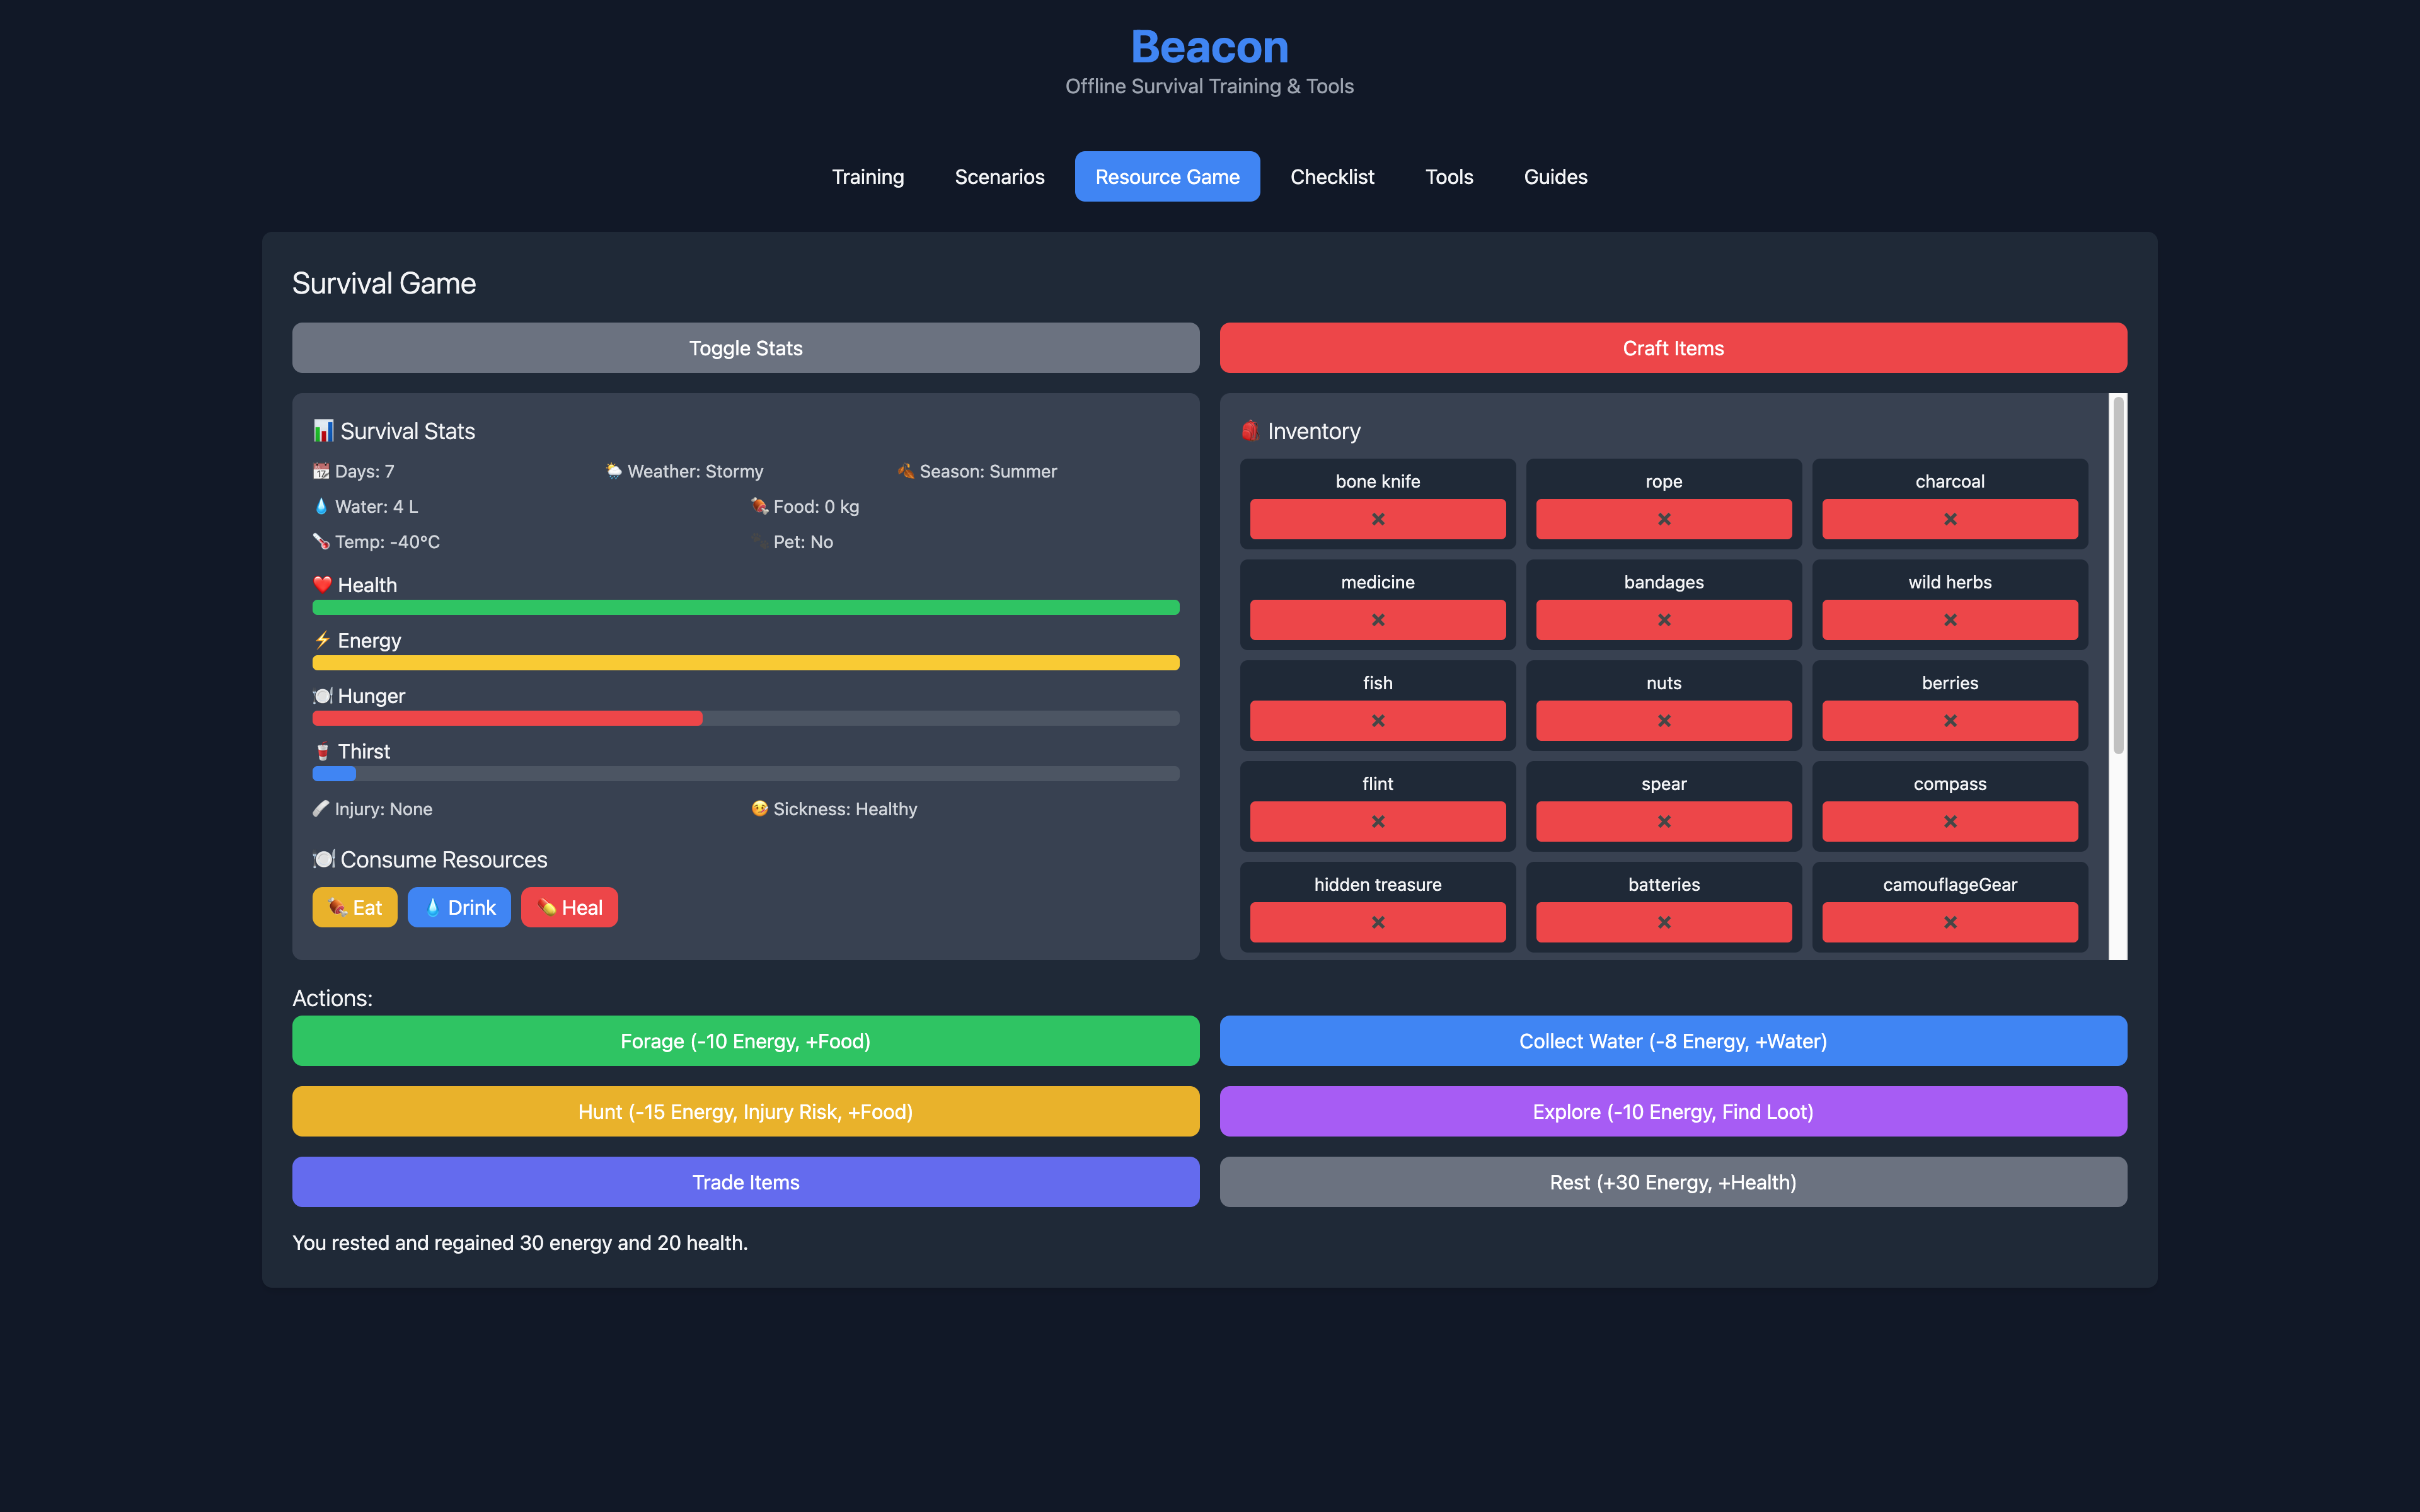 Beacon
Offline Survival Training & Tools
Training Scenarios Resource Game Checklist Tools Guides
Survival Game
Toggle Stats Craft Items
Survival Stats
Days: 7 Weather: Stormy Season: Summer
Water: 4 L Food: 0 kg
Temp: -40°C Pet: No
Health
Energy
Hunger
Thirst
Injury: None Sickness: Healthy
Consume Resources
Eat Drink Heal
Inventory
bone knife rope charcoal
medicine bandages wild herbs
fish nuts berries
flint spear compass
hidden treasure batteries camouflageGear
Actions:
Forage (-10 Energy, +Food) Collect Water (-8 Energy, +Water)
Hunt (-15 Energy, Injury Risk, +Food) Explore (-10 Energy, Find Loot)
Trade Items Rest (+30 Energy, +Health)
You rested and regained 30 energy and 20 health.